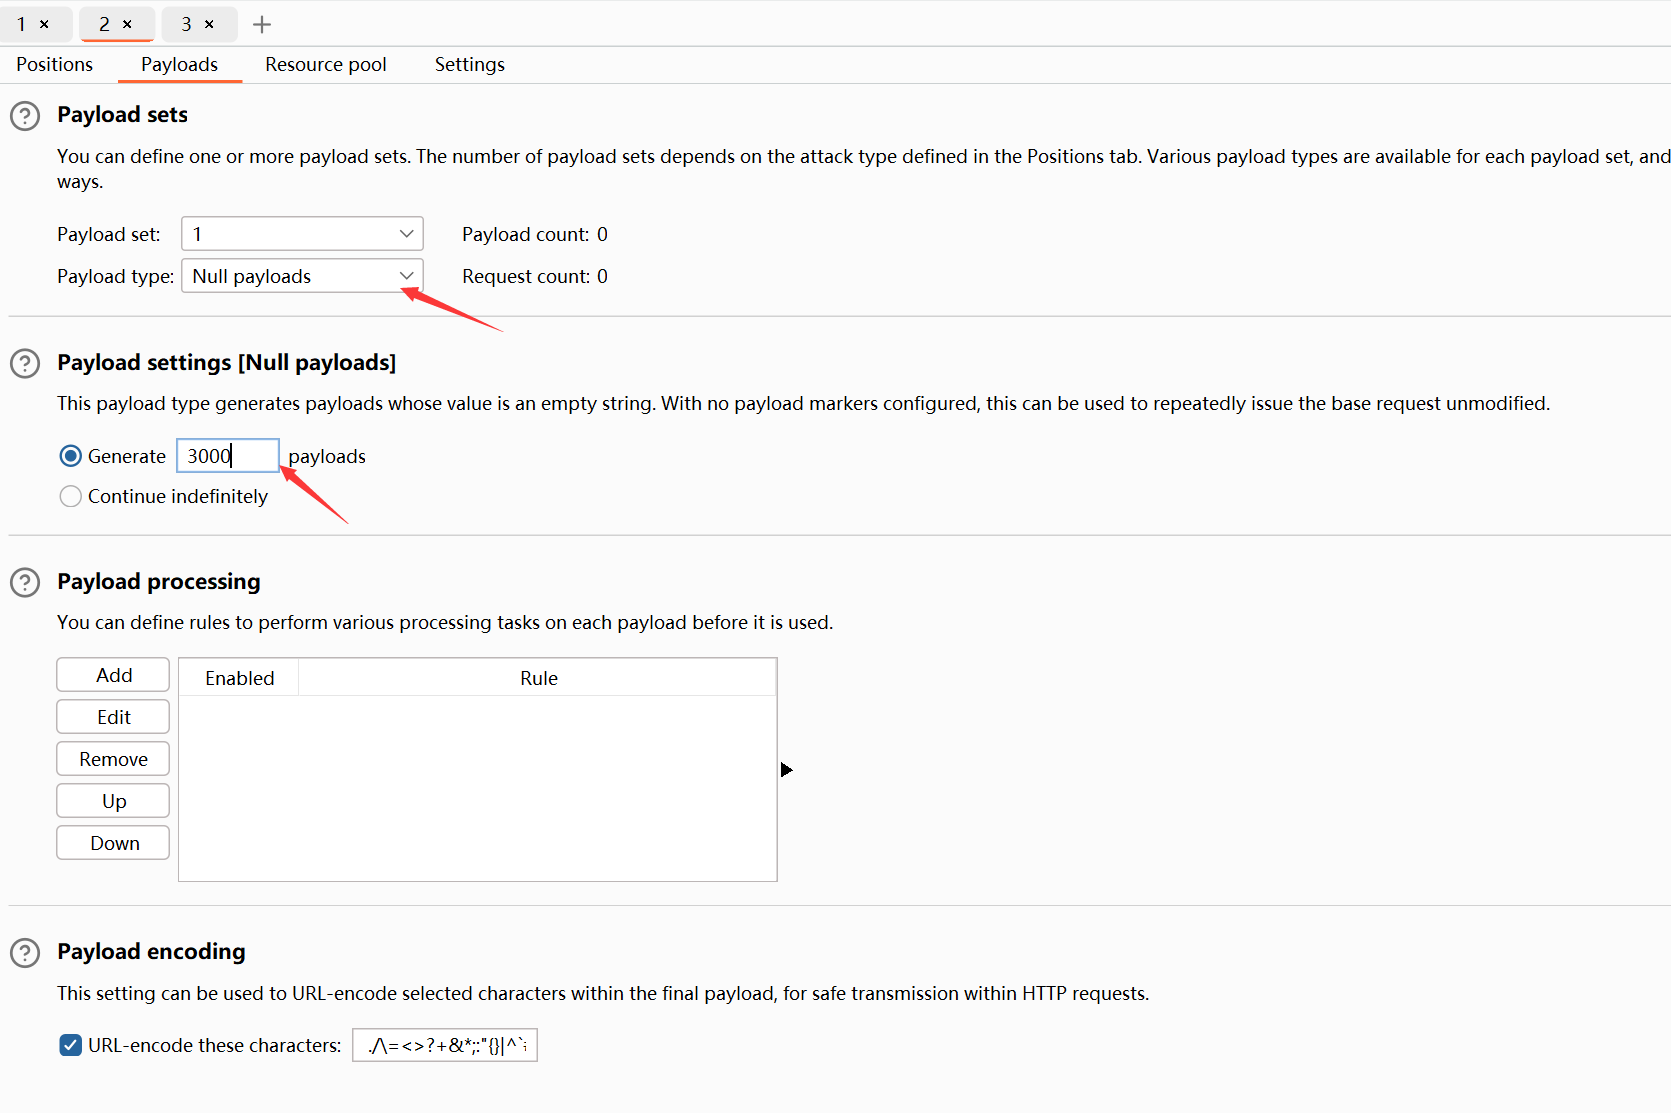 1 × 2 × 3 × +
Positions Payloads Resource pool Settings
Payload sets
You can define one or more payload sets. The number of payload sets depends on the attack type defined in the Positions tab. Various payload types are available for each payload set, and
ways.
Payload set: 1 Payload count: 0
Payload type: Null payloads Request count: 0
Payload settings [Null payloads]
This payload type generates payloads whose value is an empty string. With no payload markers configured, this can be used to repeatedly issue the base request unmodified.
Generate 3000 payloads
Continue indefinitely
Payload processing
You can define rules to perform various processing tasks on each payload before it is used.
Add
Edit
Remove
Up
Down
Enabled Rule
Payload encoding
This setting can be used to URL-encode selected characters within the final payload, for safe transmission within HTTP requests.
URL-encode these characters: ./\=<>?+&*;:"{}|^`